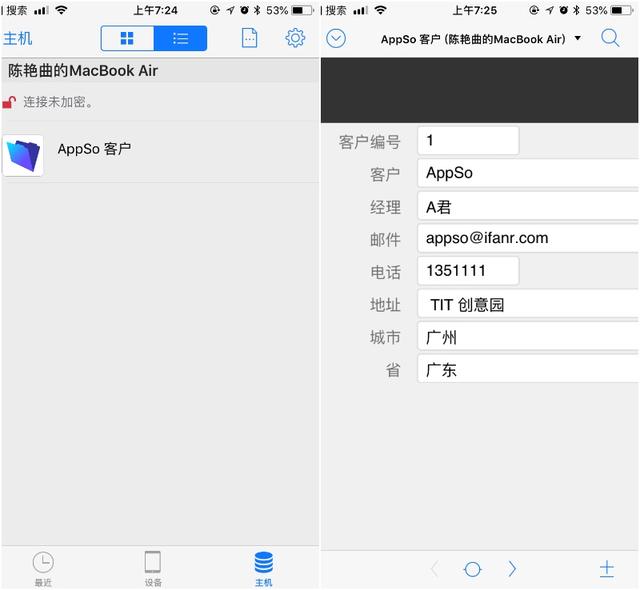 搜索 上午7:24 53%
主机
陈艳曲的MacBook Air
连接未加密。
AppSo 客户
最近 设备 主机
搜索 上午7:25 53%
AppSo 客户 (陈艳曲的MacBook Air)
客户编号 1
客户 AppSo
经理 A君
邮件 appso@ifanr.com
电话 1351111
地址 TIT 创意园
城市 广州
省 广东